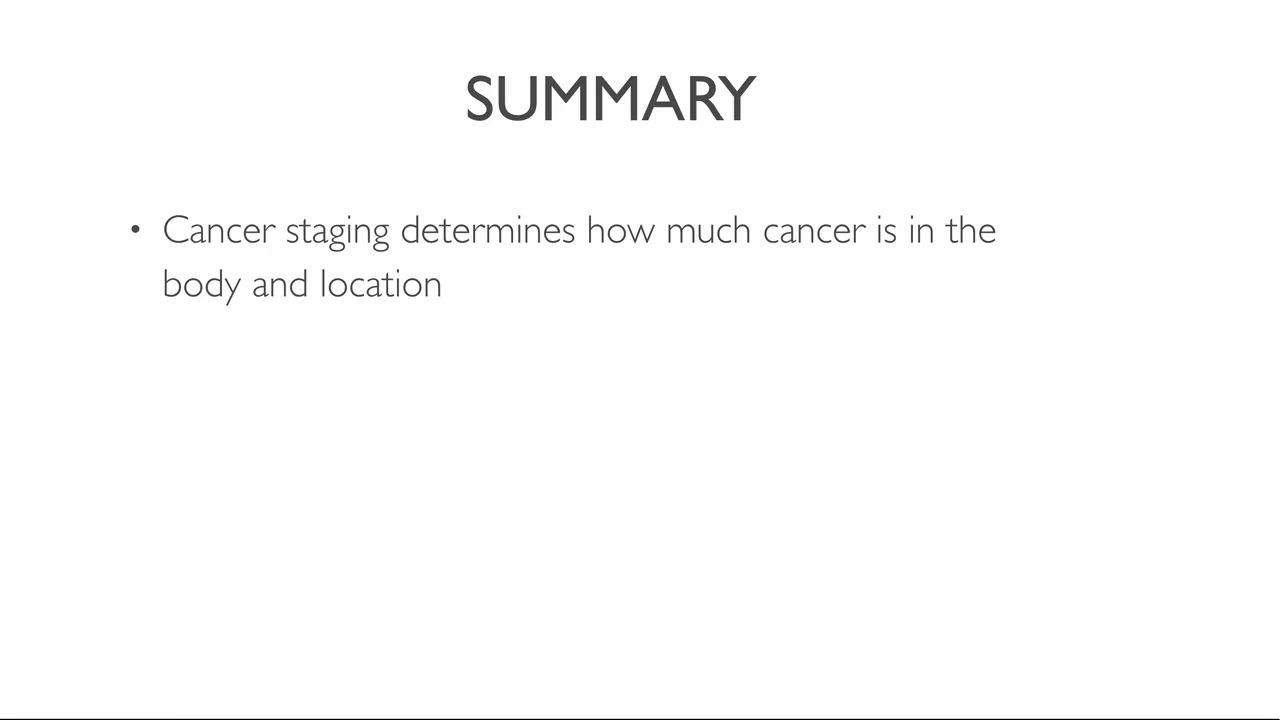 SUMMARY
• Cancer staging determines how much cancer is in the
body and location